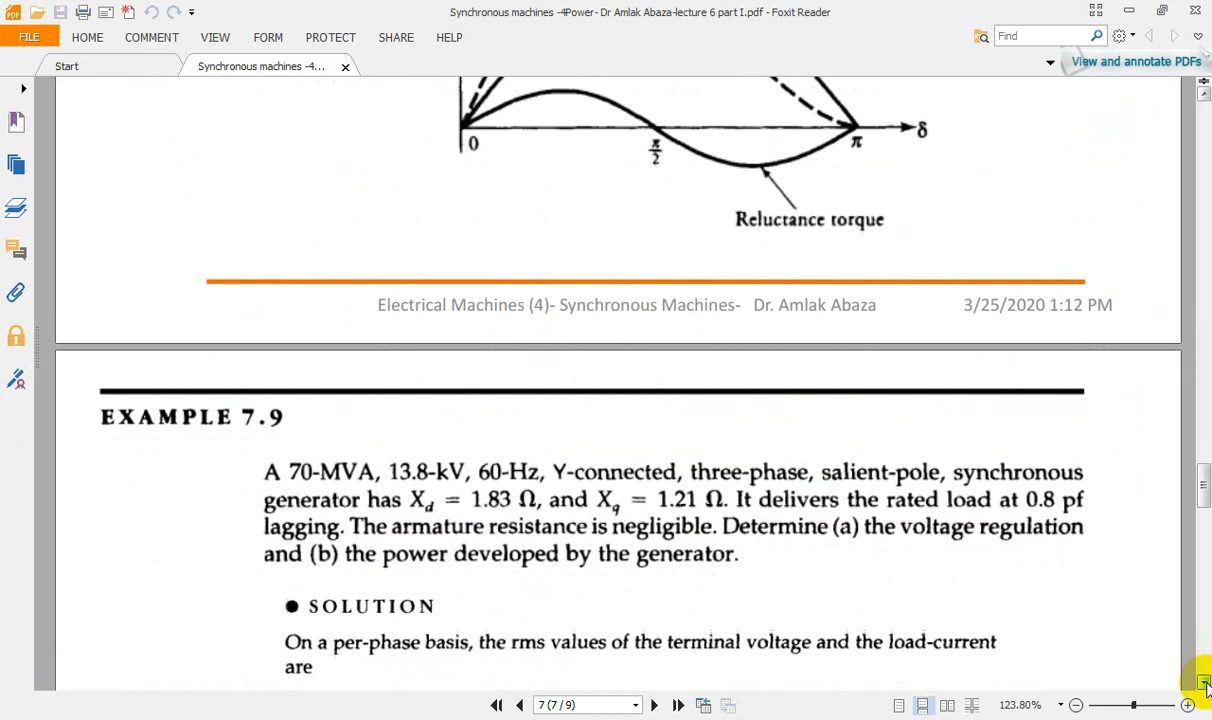 Synchronous machines -4Power- Dr Amlak Abaza-lecture 6 part I.pdf - Foxit Reader
FILE HOME COMMENT VIEW FORM PROTECT SHARE HELP
Find
Start
Synchronous machines -4...
View and annotate PDFs
0
π/2
π
δ
Reluctance torque
Electrical Machines (4)- Synchronous Machines- Dr. Amlak Abaza 3/25/2020 1:12 PM
EXAMPLE 7.9
A 70-MVA, 13.8-kV, 60-Hz, Y-connected, three-phase, salient-pole, synchronous
generator has X_d = 1.83 Ω, and X_q = 1.21 Ω. It delivers the rated load at 0.8 pf
lagging. The armature resistance is negligible. Determine (a) the voltage regulation
and (b) the power developed by the generator.
● SOLUTION
On a per-phase basis, the rms values of the terminal voltage and the load-current
are
7 (7 / 9)
123.80%